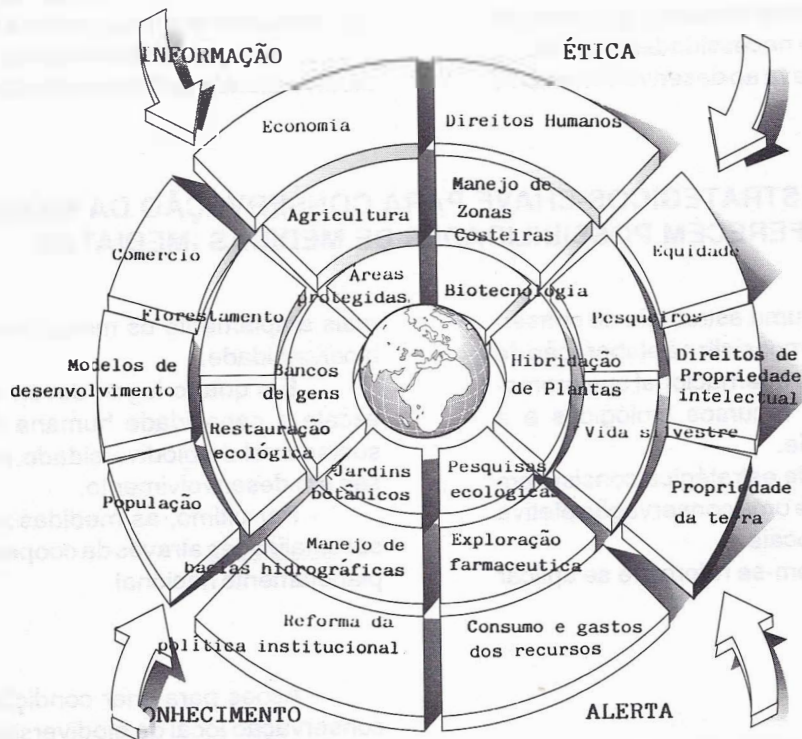 INFORMAÇÃO
ÉTICA
Economia
Direitos Humanos
Agricultura
Manejo de
Zonas
Costeiras
Comercio
Equidade
Áreas
protegidas
Biotecnologia
Florestamento
Pesqueiros
Modelos de
desenvolvimento
Bancos
de gens
Hibridação
de Plantas
Direitos de
Propriedade
intelectual
Restauração
ecológica
Vida silvestre
População
Jardins
botânicos
Pesquisas
ecológicas
Propriedade
da terra
Manejo de
bacias hidrográficas
Exploração
farmaceutica
Reforma da
política institucional
Consumo e gastos
dos recursos
ONHECIMENTO
ALERTA